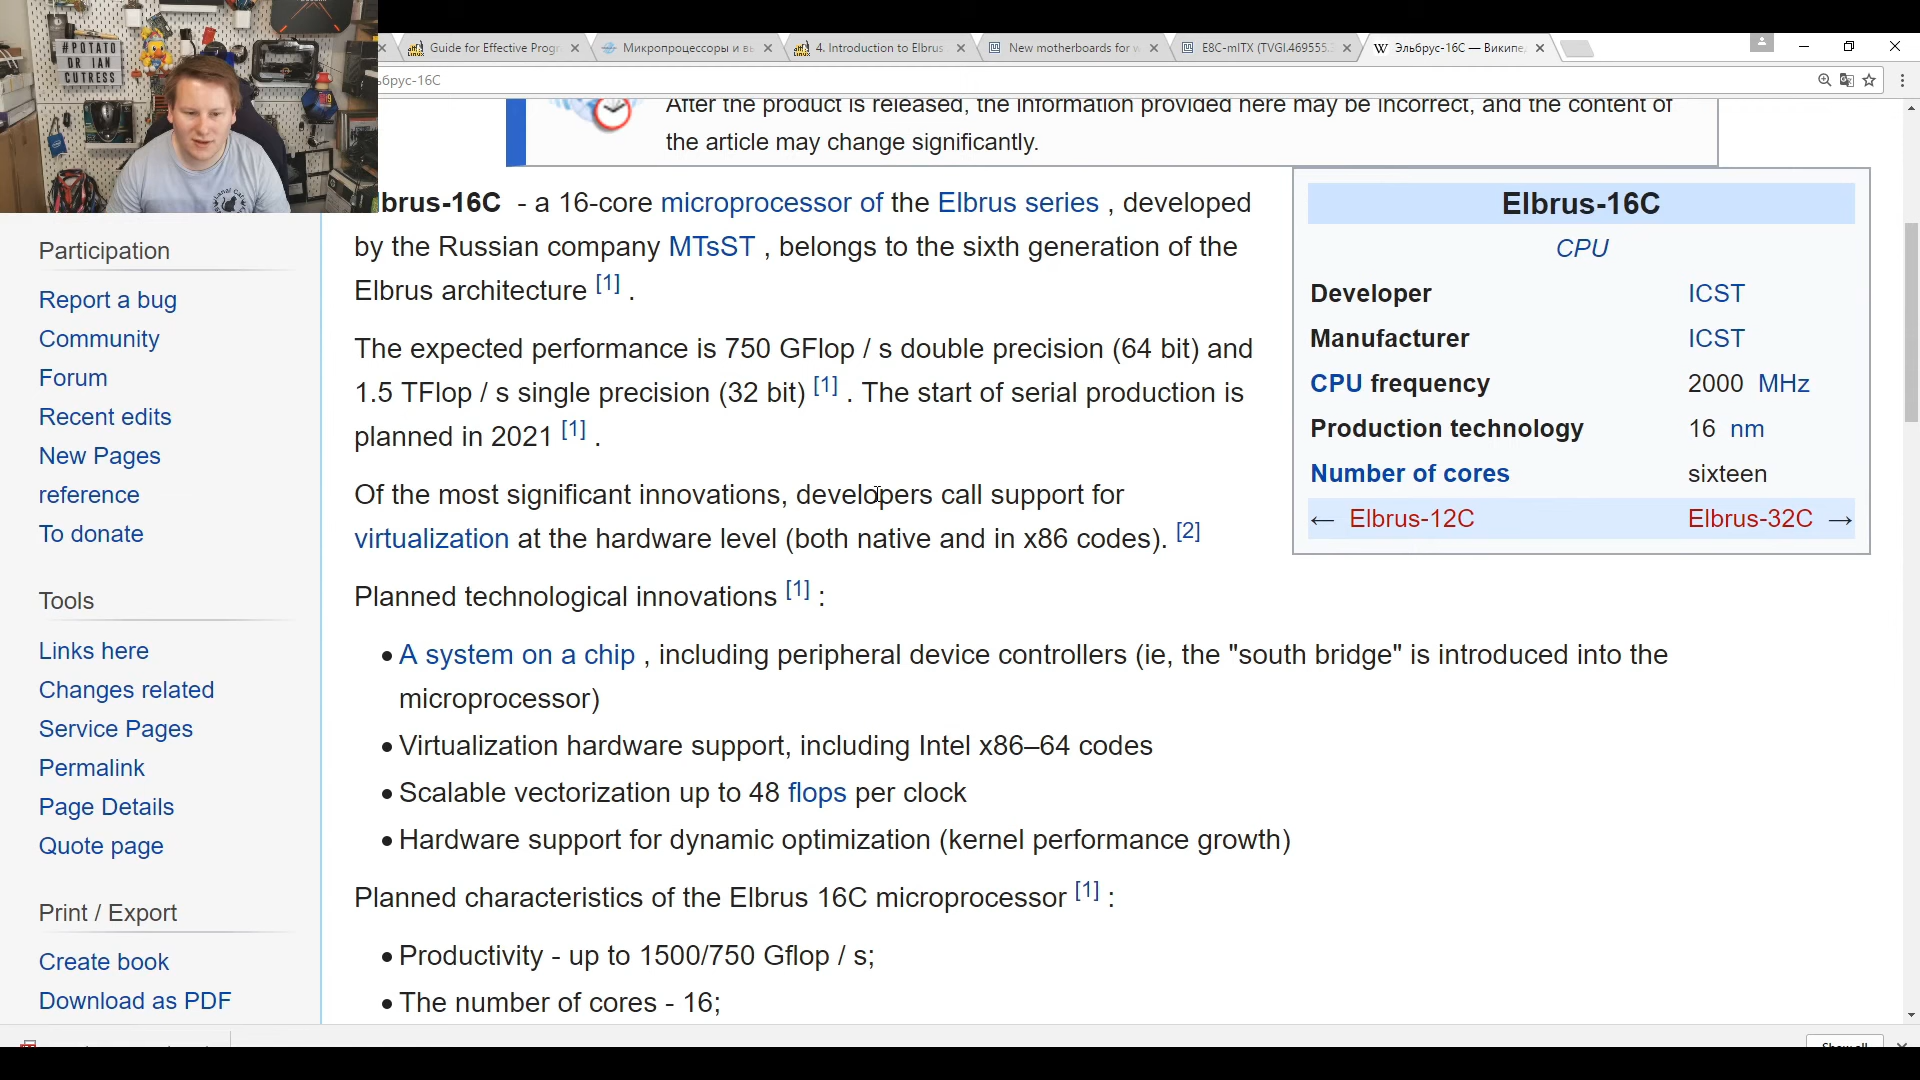 #POTATO
DR IAN
CUTRESS
Guide for Effective Progr
Микропроцессоры и вы
4. Introduction to Elbrus
New motherboards for w
E8C-mITX (TVGI.469555.
Эльбрус-16C — Википе
брус-16C
After the product is released, the information provided here may be incorrect, and the content of
the article may change significantly.
lbrus-16C - a 16-core microprocessor of the Elbrus series , developed
by the Russian company MTsST , belongs to the sixth generation of the
Elbrus architecture [1] .
The expected performance is 750 GFlop / s double precision (64 bit) and
1.5 TFlop / s single precision (32 bit) [1] . The start of serial production is
planned in 2021 [1] .
Of the most significant innovations, developers call support for
virtualization at the hardware level (both native and in x86 codes). [2]
Planned technological innovations [1] :
• A system on a chip , including peripheral device controllers (ie, the "south bridge" is introduced into the
microprocessor)
• Virtualization hardware support, including Intel x86–64 codes
• Scalable vectorization up to 48 flops per clock
• Hardware support for dynamic optimization (kernel performance growth)
Planned characteristics of the Elbrus 16C microprocessor [1] :
• Productivity - up to 1500/750 Gflop / s;
• The number of cores - 16;
Elbrus-16C
CPU
Developer ICST
Manufacturer ICST
CPU frequency 2000 MHz
Production technology 16 nm
Number of cores sixteen
← Elbrus-12C Elbrus-32C →
Participation
Report a bug
Community
Forum
Recent edits
New Pages
reference
To donate
Tools
Links here
Changes related
Service Pages
Permalink
Page Details
Quote page
Print / Export
Create book
Download as PDF
Show all